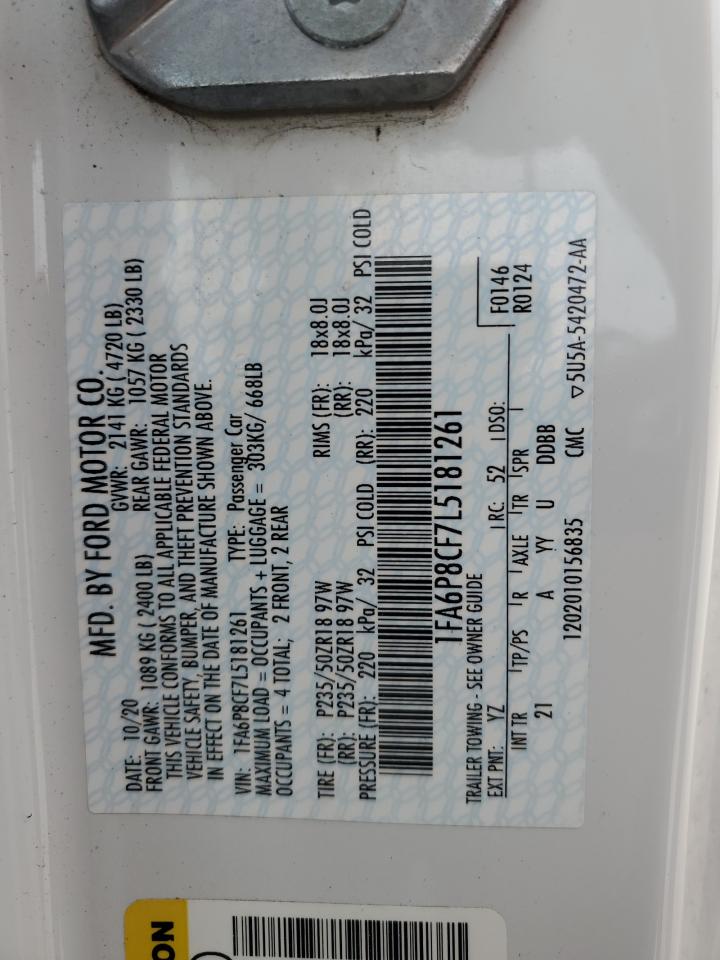 MFD. BY FORD MOTOR CO.
DATE: 10/20 GVWR: 2141 KG ( 4720 LB)
FRONT GAWR: 1089 KG ( 2400 LB) REAR GAWR: 1057 KG ( 2330 LB)
THIS VEHICLE CONFORMS TO ALL APPLICABLE FEDERAL MOTOR
VEHICLE SAFETY, BUMPER, AND THEFT PREVENTION STANDARDS
IN EFFECT ON THE DATE OF MANUFACTURE SHOWN ABOVE.
VIN: 1FA6P8CF7L5181261 TYPE: Passenger Car
MAXIMUM LOAD = OCCUPANTS + LUGGAGE = 303KG/ 668LB
OCCUPANTS = 4 TOTAL; 2 FRONT, 2 REAR
TIRE (FR): P235/50ZR18 97W RIMS (FR): 18x8.0J
(RR): P235/50ZR18 97W (RR): 18x8.0J
PRESSURE (FR): 220 kPa/ 32 PSI COLD (RR): 220 kPa/ 32 PSI COLD
1FA6P8CF7L5181261
TRAILER TOWING - SEE OWNER GUIDE
EXT PNT: YZ RC: 52 DSO: F0146
R0124
INT TR TP/PS R AXLE TR SPR
21 A YY U DDBB
1202010156835 CMC ▽5U5A-5420472-AA
ON